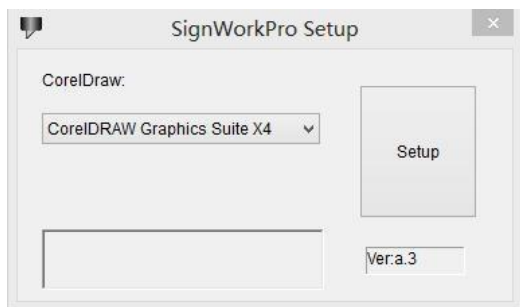 SignWorkPro Setup
CorelDraw:
CorelDRAW Graphics Suite X4
Setup
Ver:a.3